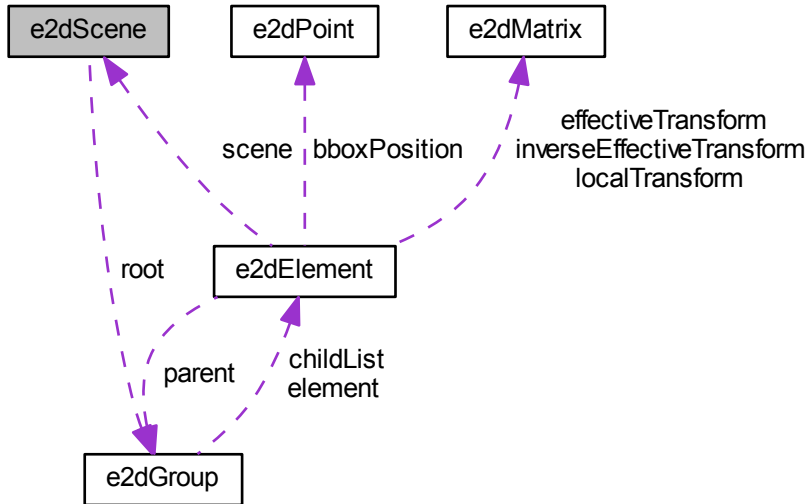 e2dScene
e2dPoint
e2dMatrix
effectiveTransform
scene
bboxPosition
inverseEffectiveTransform
localTransform
e2dElement
root
parent
childList
element
e2dGroup